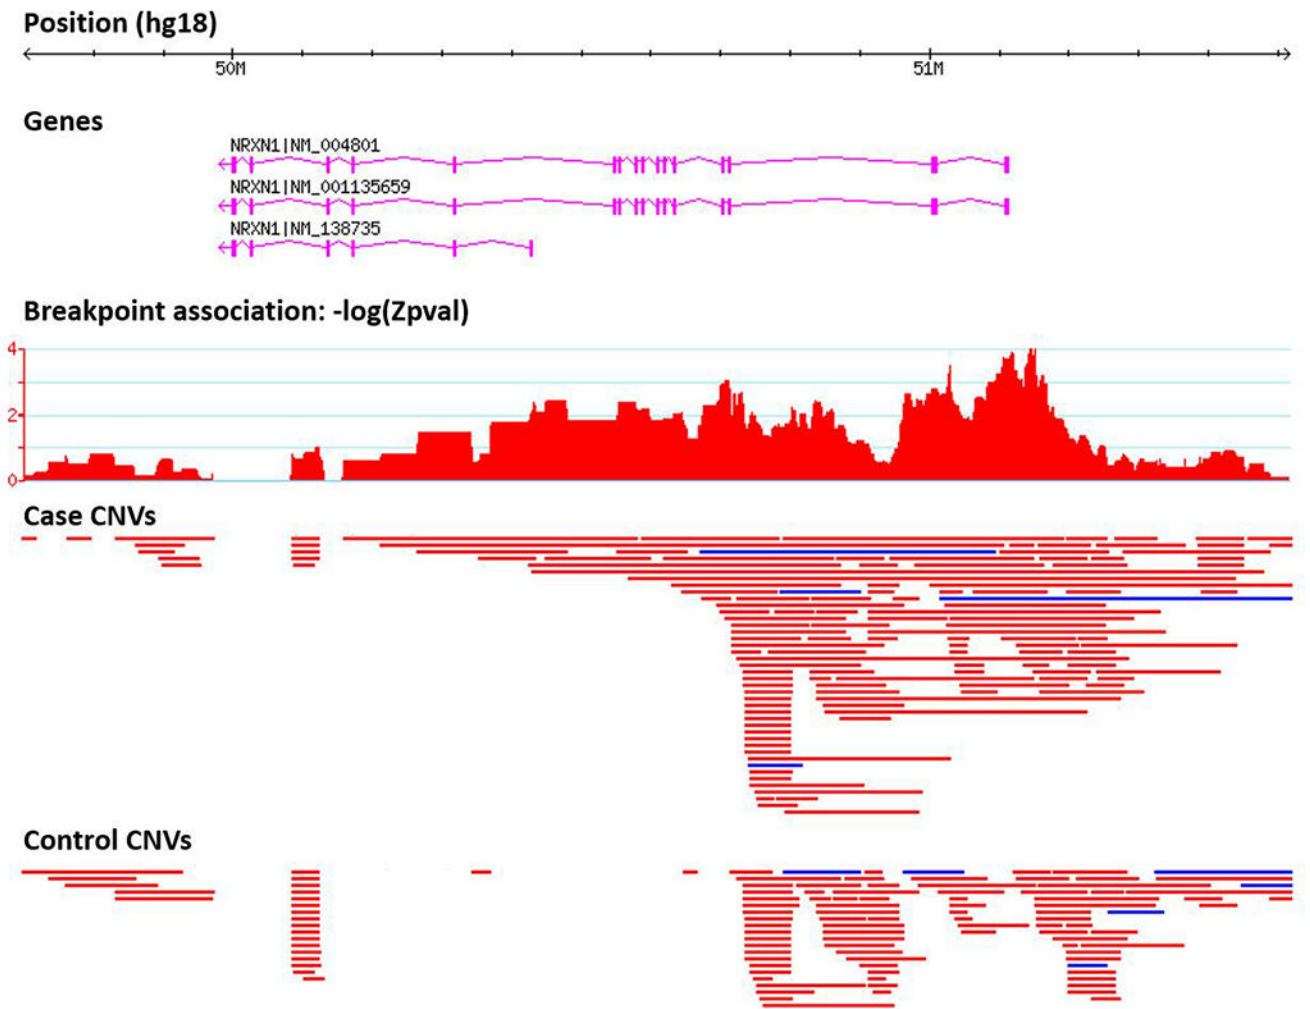 Position (hg18)
50M 51M
Genes
NRXN1|NM_004801
NRXN1|NM_001135659
NRXN1|NM_138735
Breakpoint association: -log(Zpval)
4
2
0
Case CNVs
Control CNVs